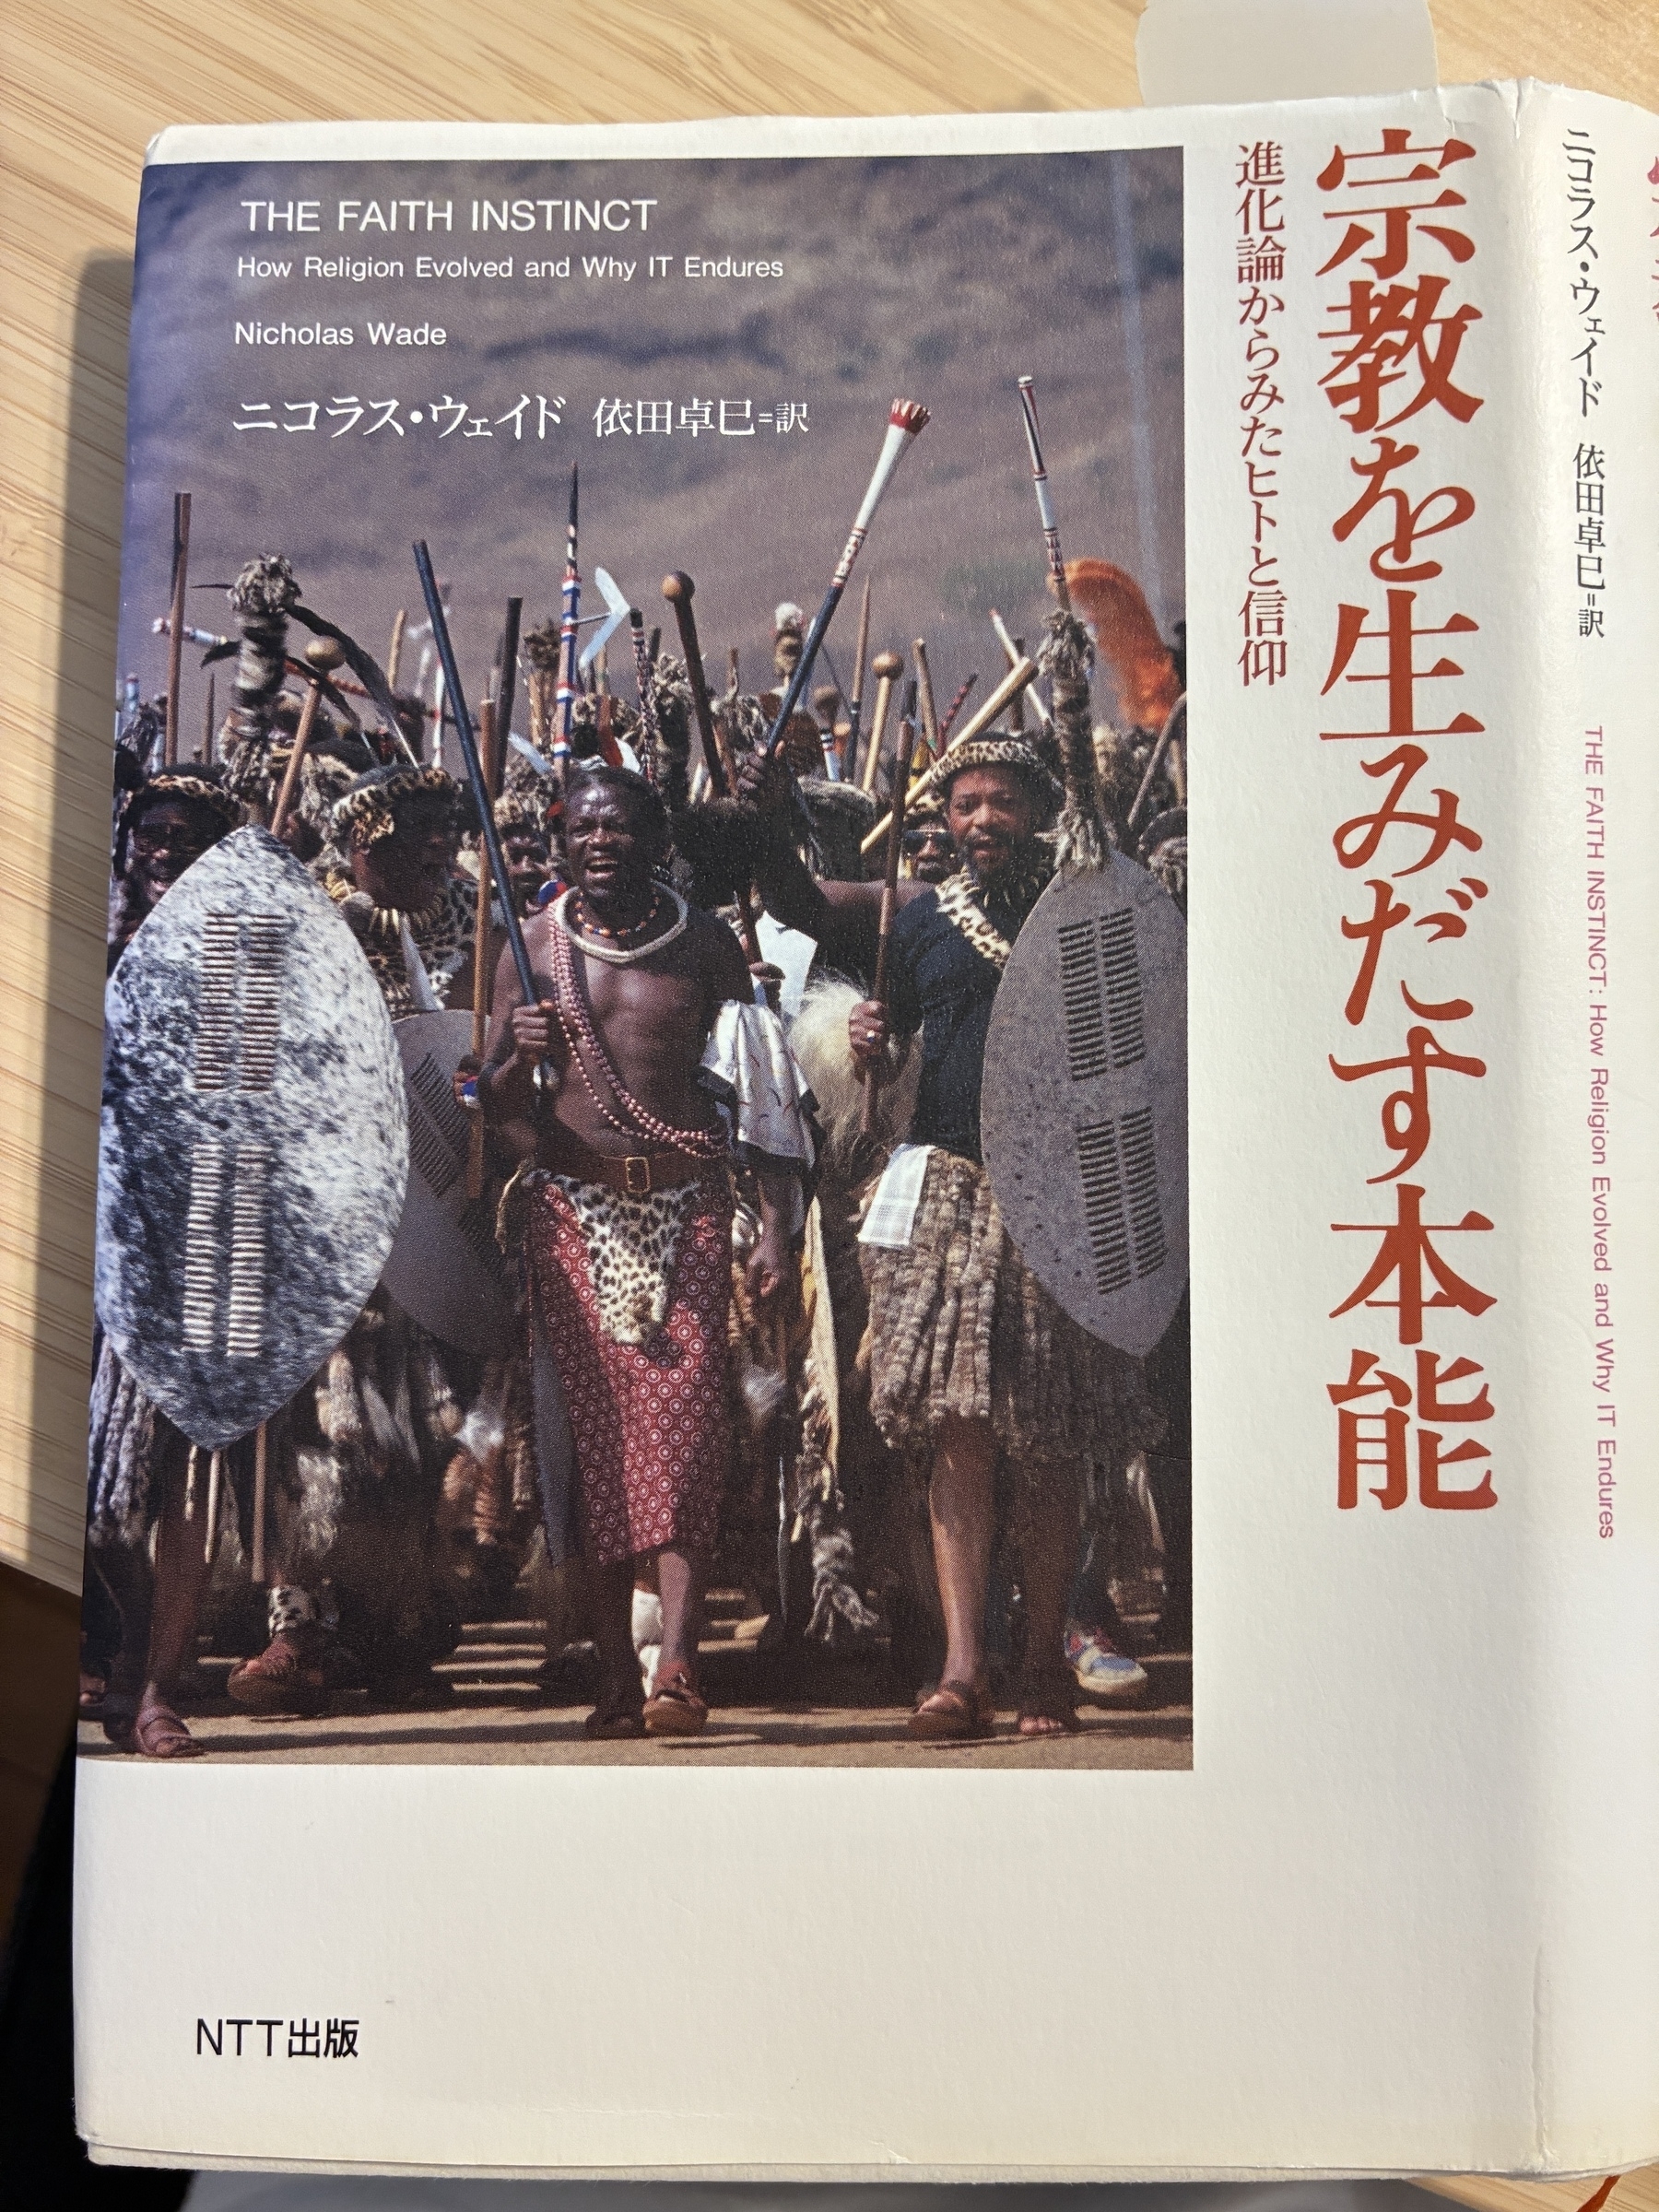 THE FAITH INSTINCT
How Religion Evolved and Why IT Endures
Nicholas Wade
ニコラス・ウェイド 依田卓巳=訳
宗教を生みだす本能
進化論からみたヒトと信仰
NTT出版
ニコラス・ウェイド 依田卓巳=訳
THE FAITH INSTINCT: How Religion Evolved and Why IT Endures